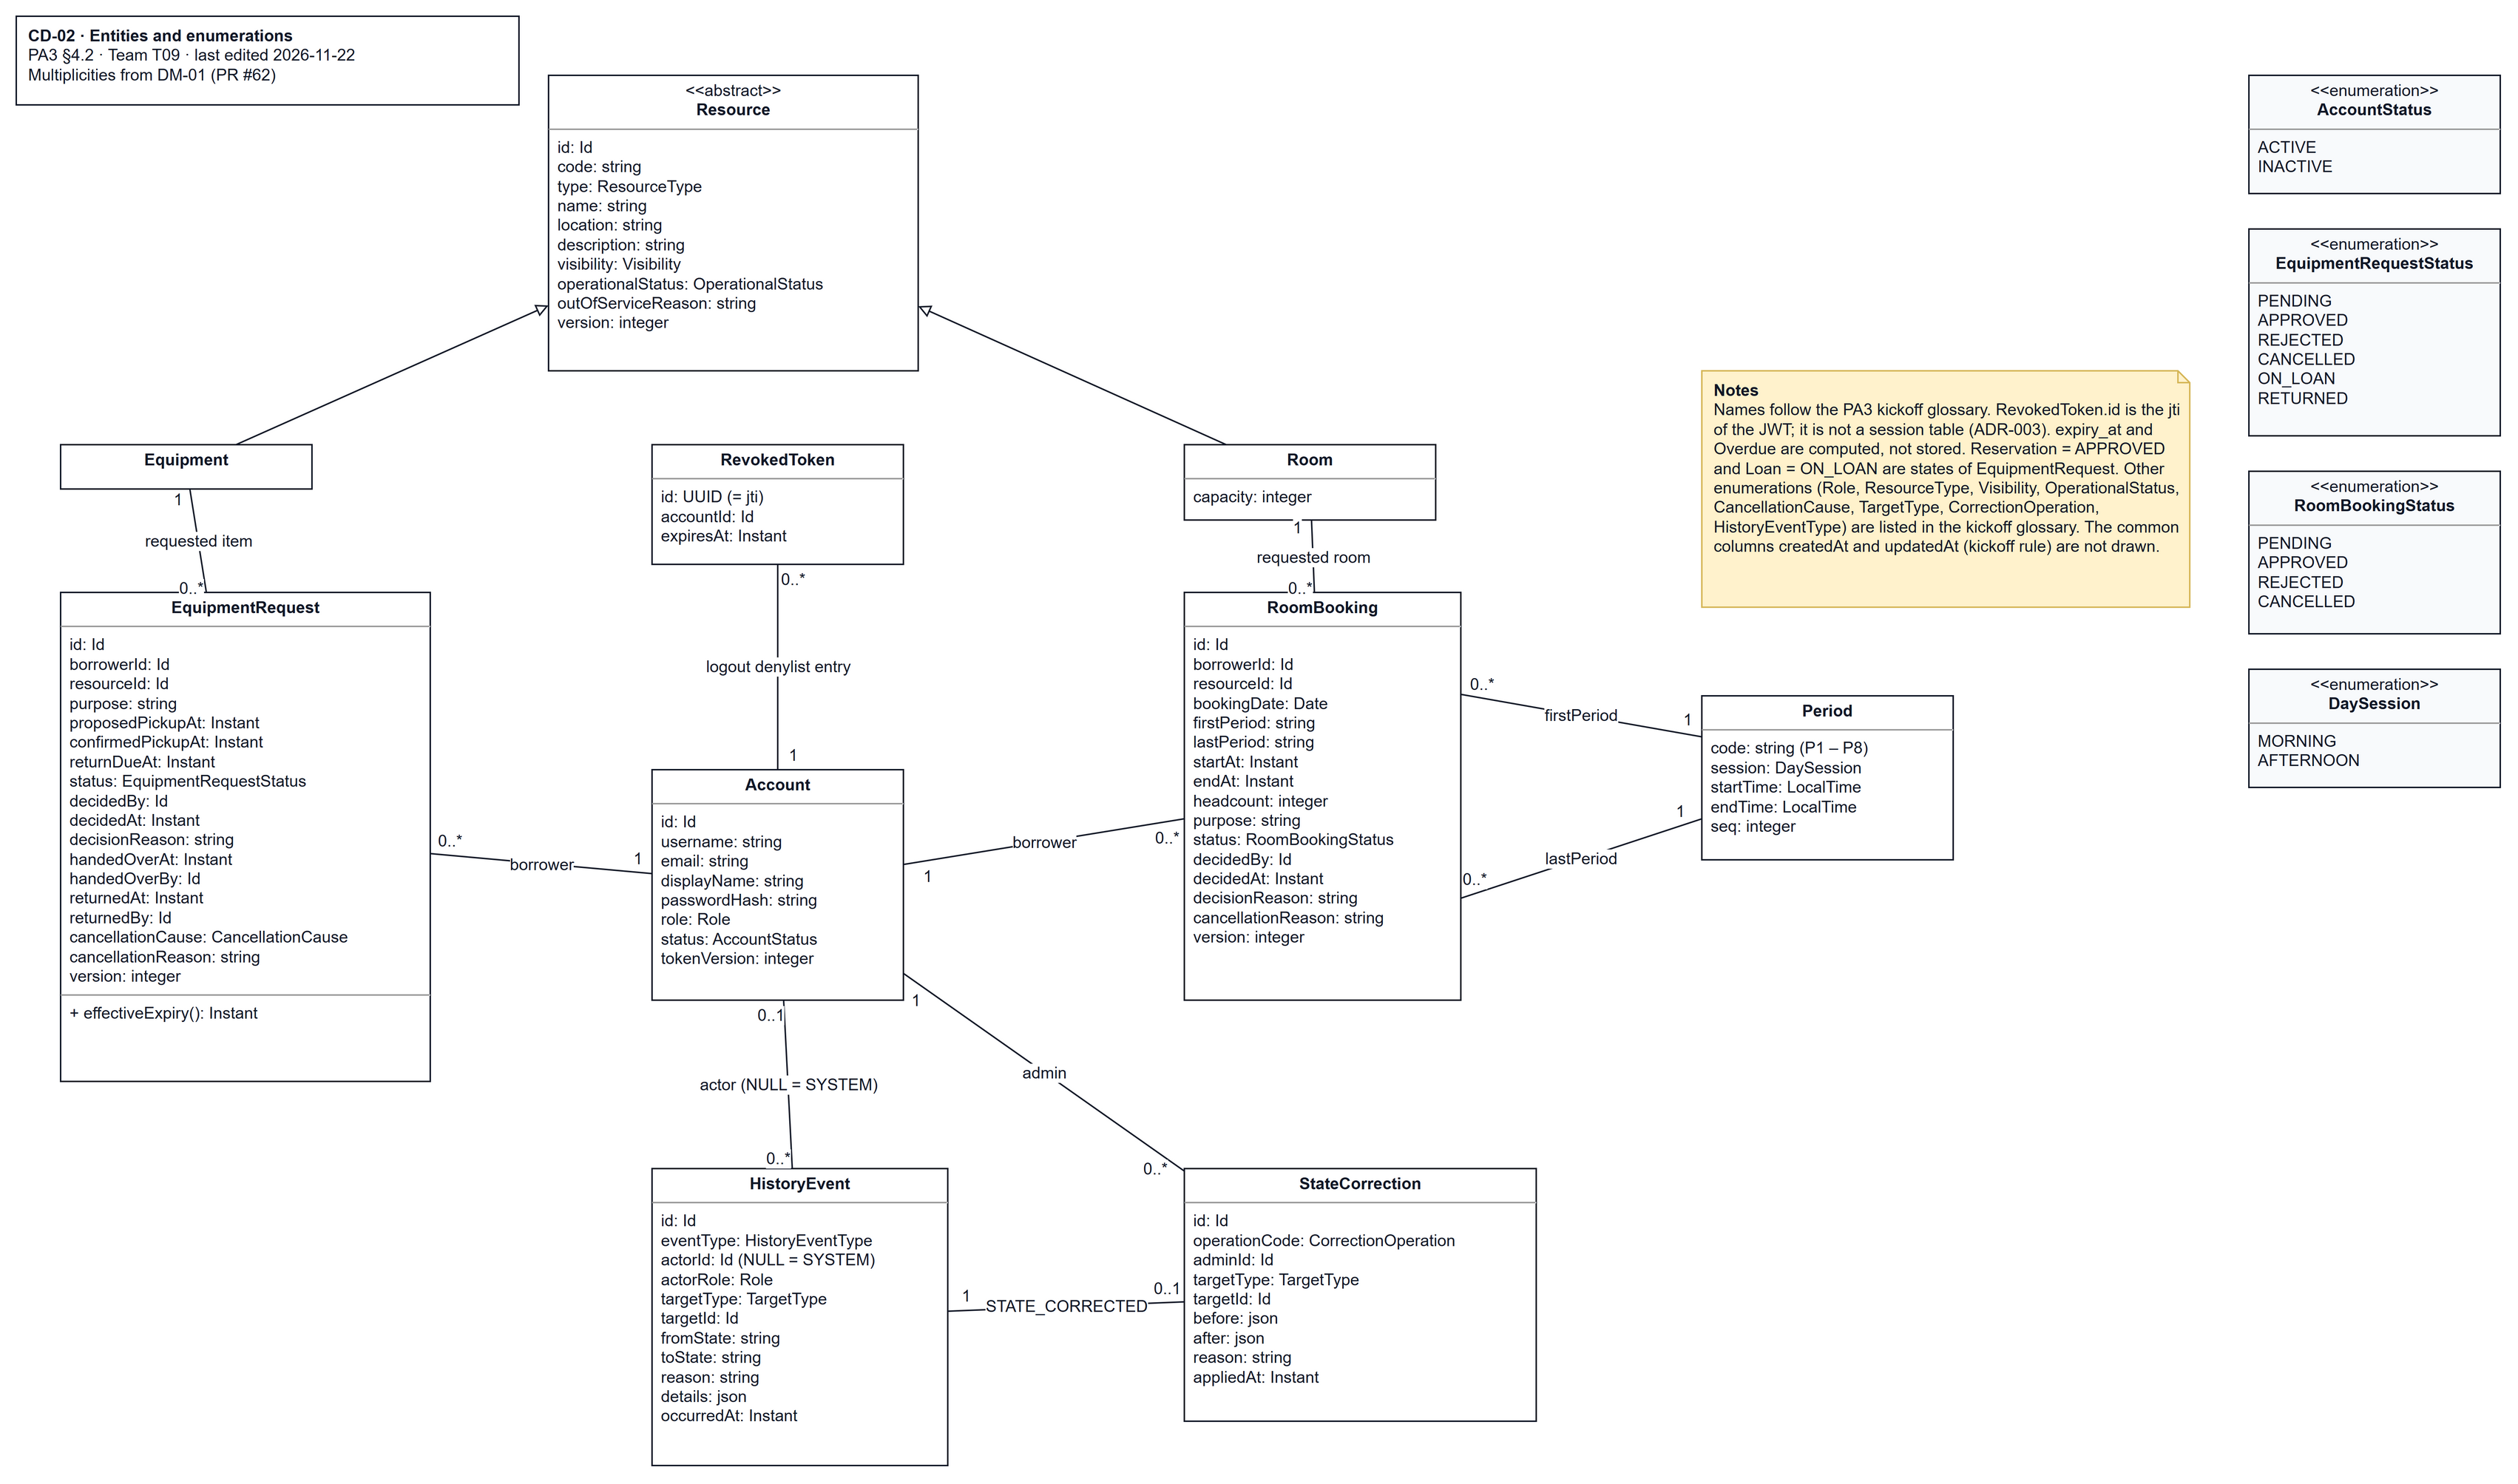 CD-02 · Entities and enumerations
PA3 §4.2 · Team T09 · last edited 2026-11-22
Multiplicities from DM-01 (PR #62)
<<abstract>>
Resource
id: Id
code: string
type: ResourceType
name: string
location: string
description: string
visibility: Visibility
operationalStatus: OperationalStatus
outOfServiceReason: string
version: integer
<<enumeration>>
AccountStatus
ACTIVE
INACTIVE
<<enumeration>>
EquipmentRequestStatus
PENDING
APPROVED
REJECTED
CANCELLED
ON_LOAN
RETURNED
<<enumeration>>
RoomBookingStatus
PENDING
APPROVED
REJECTED
CANCELLED
<<enumeration>>
DaySession
MORNING
AFTERNOON
Notes
Names follow the PA3 kickoff glossary. RevokedToken.id is the jti
of the JWT; it is not a session table (ADR-003). expiry_at and
Overdue are computed, not stored. Reservation = APPROVED
and Loan = ON_LOAN are states of EquipmentRequest. Other
enumerations (Role, ResourceType, Visibility, OperationalStatus,
CancellationCause, TargetType, CorrectionOperation,
HistoryEventType) are listed in the kickoff glossary. The common
columns createdAt and updatedAt (kickoff rule) are not drawn.
Equipment
1
requested item
0..*
RevokedToken
id: UUID (= jti)
accountId: Id
expiresAt: Instant
0..*
logout denylist entry
1
Room
capacity: integer
1
requested room
0..*
EquipmentRequest
id: Id
borrowerId: Id
resourceId: Id
purpose: string
proposedPickupAt: Instant
confirmedPickupAt: Instant
returnDueAt: Instant
status: EquipmentRequestStatus
decidedBy: Id
decidedAt: Instant
decisionReason: string
handedOverAt: Instant
handedOverBy: Id
returnedAt: Instant
returnedBy: Id
cancellationCause: CancellationCause
cancellationReason: string
version: integer
+ effectiveExpiry(): Instant
0..*
borrower
1
Account
id: Id
username: string
email: string
displayName: string
passwordHash: string
role: Role
status: AccountStatus
tokenVersion: integer
1
borrower
0..*
RoomBooking
id: Id
borrowerId: Id
resourceId: Id
bookingDate: Date
firstPeriod: string
lastPeriod: string
startAt: Instant
endAt: Instant
headcount: integer
purpose: string
status: RoomBookingStatus
decidedBy: Id
decidedAt: Instant
decisionReason: string
cancellationReason: string
version: integer
0..*
firstPeriod
1
0..*
lastPeriod
1
Period
code: string (P1 – P8)
session: DaySession
startTime: LocalTime
endTime: LocalTime
seq: integer
0..1
actor (NULL = SYSTEM)
0..*
1
admin
0..*
HistoryEvent
id: Id
eventType: HistoryEventType
actorId: Id (NULL = SYSTEM)
actorRole: Role
targetType: TargetType
targetId: Id
fromState: string
toState: string
reason: string
details: json
occurredAt: Instant
1
STATE_CORRECTED
0..1
StateCorrection
id: Id
operationCode: CorrectionOperation
adminId: Id
targetType: TargetType
targetId: Id
before: json
after: json
reason: string
appliedAt: Instant